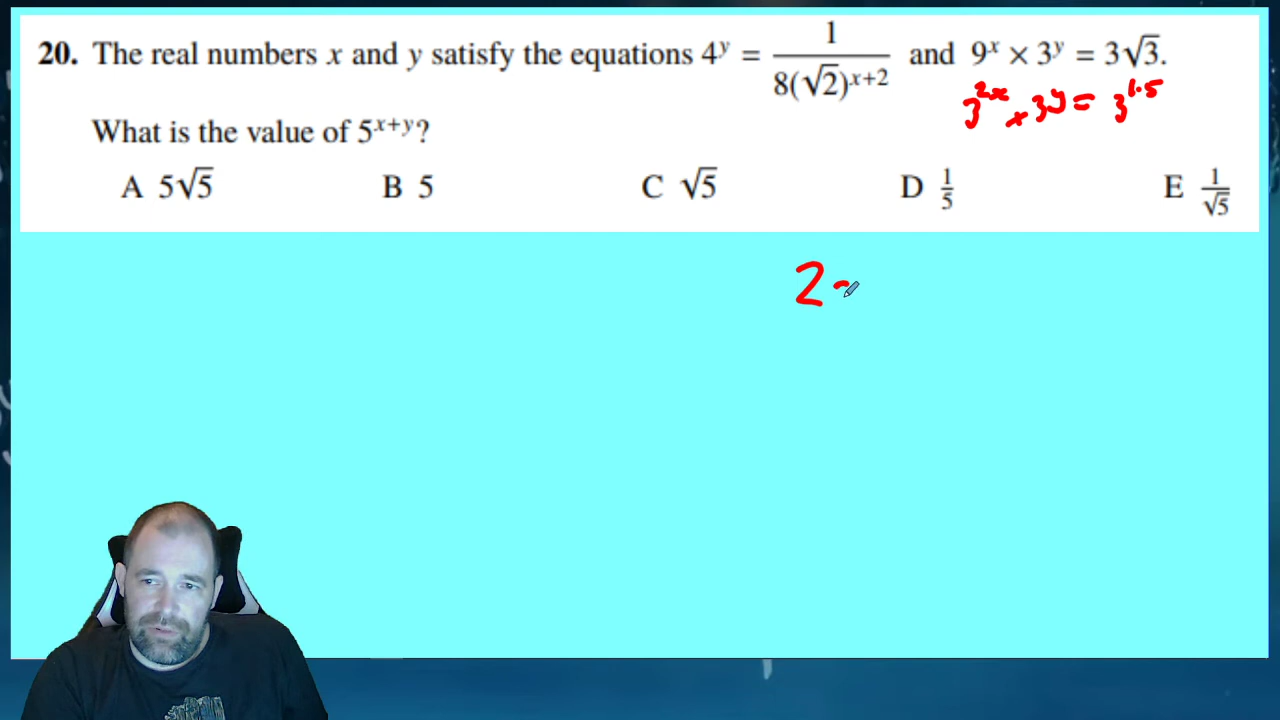 20. The real numbers x and y satisfy the equations 4^y = 1/(8(√2)^(x+2)) and 9^x × 3^y = 3√3.
3^(2x) × 3^y = 3^(1.5)
What is the value of 5^(x+y)?
A 5√5 B 5 C √5 D 1/5 E 1/√5
2